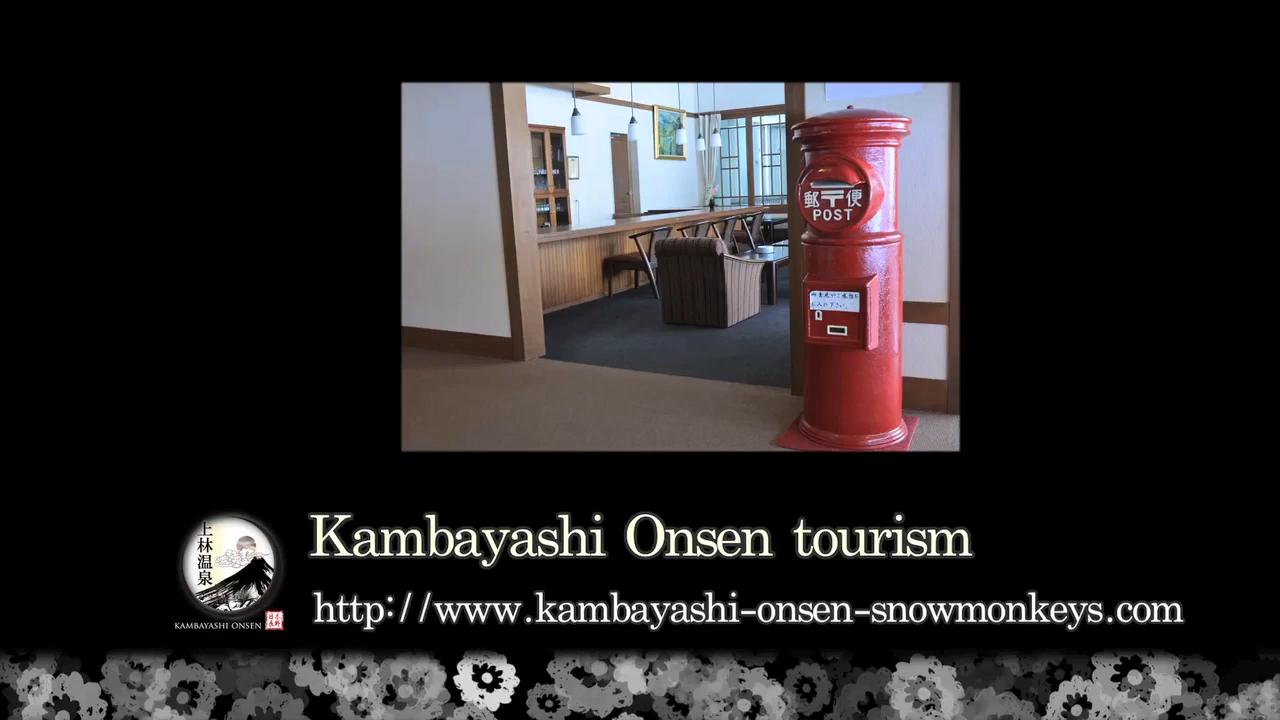 郵〒便
POST
Kambayashi Onsen tourism
上林温泉
KAMBAYASHI ONSEN
http://www.kambayashi-onsen-snowmonkeys.com